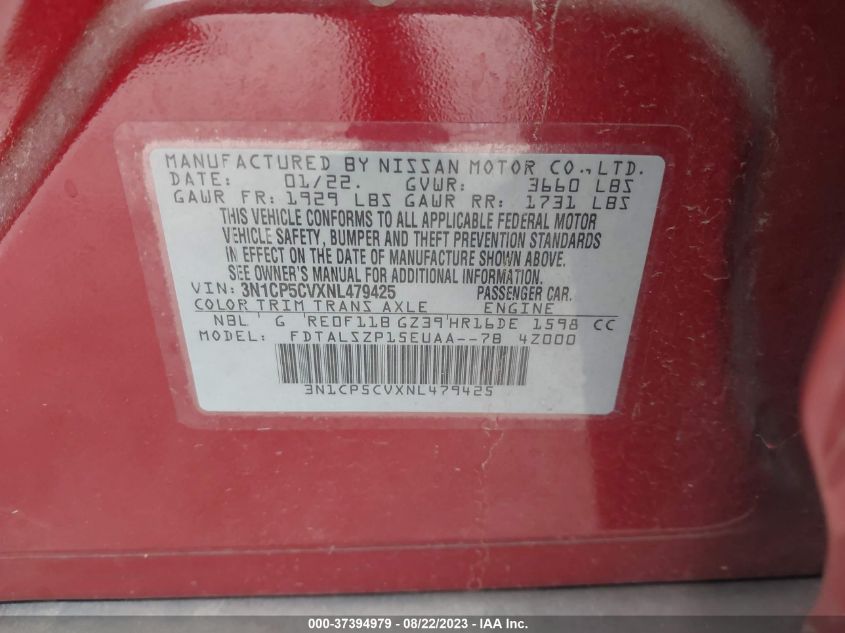 MANUFACTURED BY NISSAN MOTOR CO., LTD.
DATE: 01/22. GVWR: 3660 LBS
GAWR FR: 1929 LBS GAWR RR: 1731 LBS
THIS VEHICLE CONFORMS TO ALL APPLICABLE FEDERAL MOTOR
VEHICLE SAFETY, BUMPER AND THEFT PREVENTION STANDARDS
IN EFFECT ON THE DATE OF MANUFACTURE SHOWN ABOVE.
SEE OWNER'S MANUAL FOR ADDITIONAL INFORMATION.
VIN: 3N1CP5CVXNL479425 PASSENGER CAR.
COLOR TRIM TRANS AXLE ENGINE
NBL G RE0F11B GZ39 HR16DE 1598 CC
MODEL: FDTALSZP15EUAA--78 4Z000
3N1CP5CVXNL479425
000-37394979 | 08/22/2023 | IAA Inc.